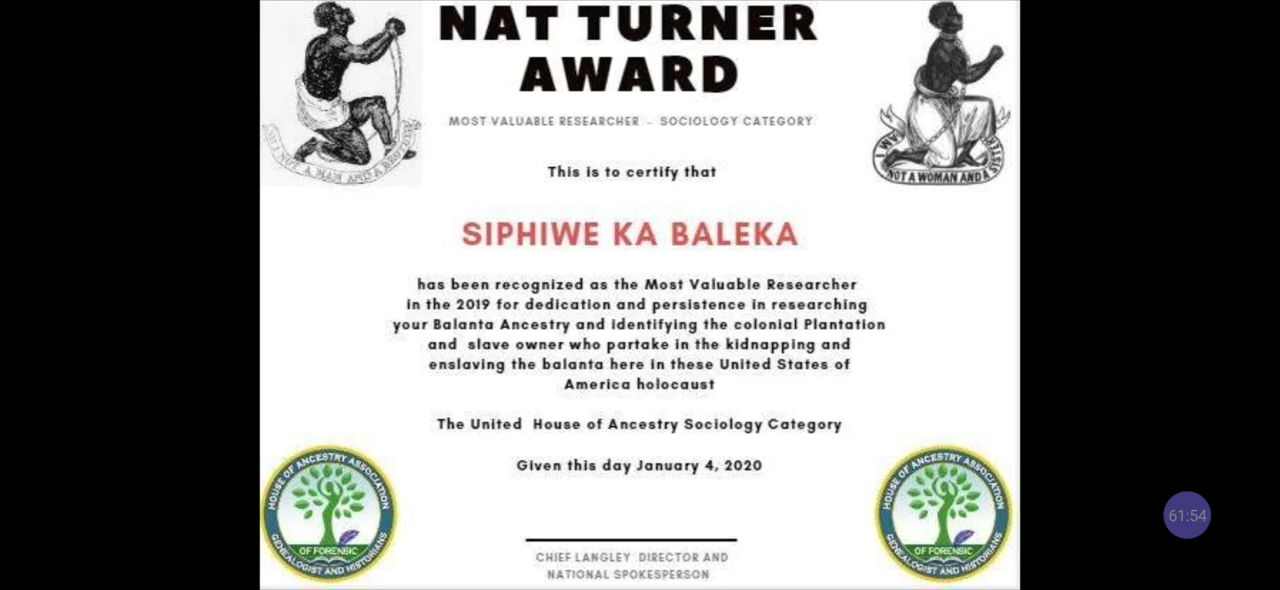 NAT TURNER
AWARD
MOST VALUABLE RESEARCHER - SOCIOLOGY CATEGORY
AM I NOT A MAN AND A BROTHER
AM I NOT A WOMAN AND A SISTER
This is to certify that
SIPHIWE KA BALEKA
has been recognized as the Most Valuable Researcher
in the 2019 for dedication and persistence in researching
your Balanta Ancestry and identifying the colonial Plantation
and slave owner who partake in the kidnapping and
enslaving the balanta here in these United States of
America holocaust
The United House of Ancestry Sociology Category
Given this day January 4, 2020
HOUSE OF ANCESTRY ASSOCIATION
OF FORENSIC
GENEALOGIST AND HISTORIANS
HOUSE OF ANCESTRY ASSOCIATION
OF FORENSIC
GENEALOGIST AND HISTORIANS
CHIEF LANGLEY DIRECTOR AND
NATIONAL SPOKESPERSON
61:54